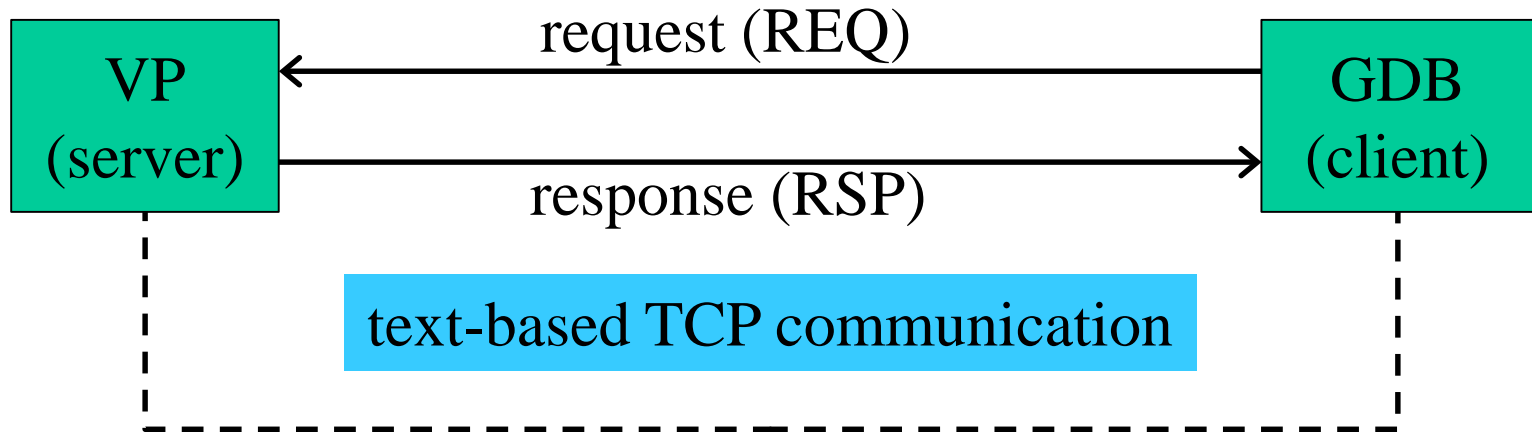 request (REQ)
VP
(server)
GDB
(client)
response (RSP)
text-based TCP communication